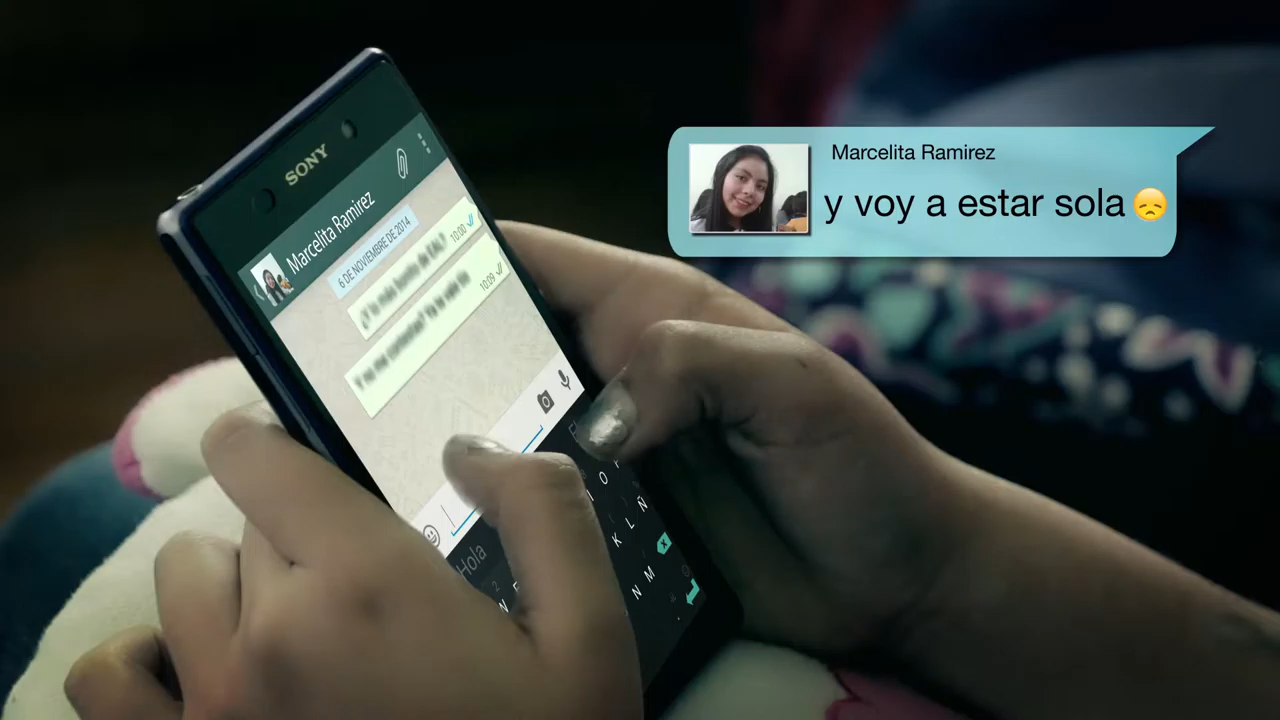 SONY
Marcelita Ramirez
6 DE NOVIEMBRE DE 2014
10:00
10:09
Marcelita Ramirez
y voy a estar sola😞
Hola
O P
K L Ñ
N M